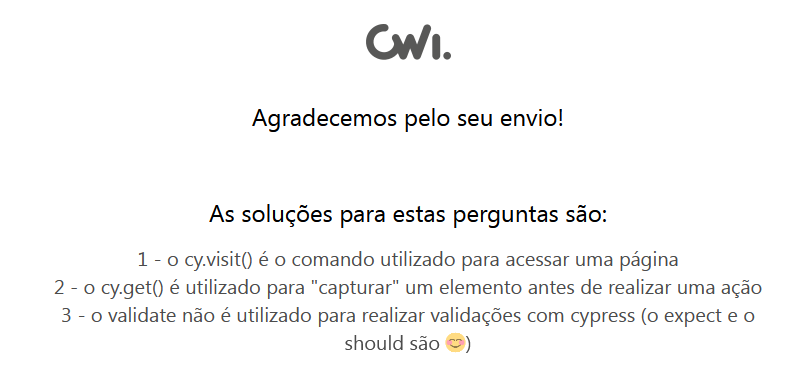 CWI.
Agradecemos pelo seu envio!
As soluções para estas perguntas são:
1 - o cy.visit() é o comando utilizado para acessar uma página
2 - o cy.get() é utilizado para "capturar" um elemento antes de realizar uma ação
3 - o validate não é utilizado para realizar validações com cypress (o expect e o
should são 😊)